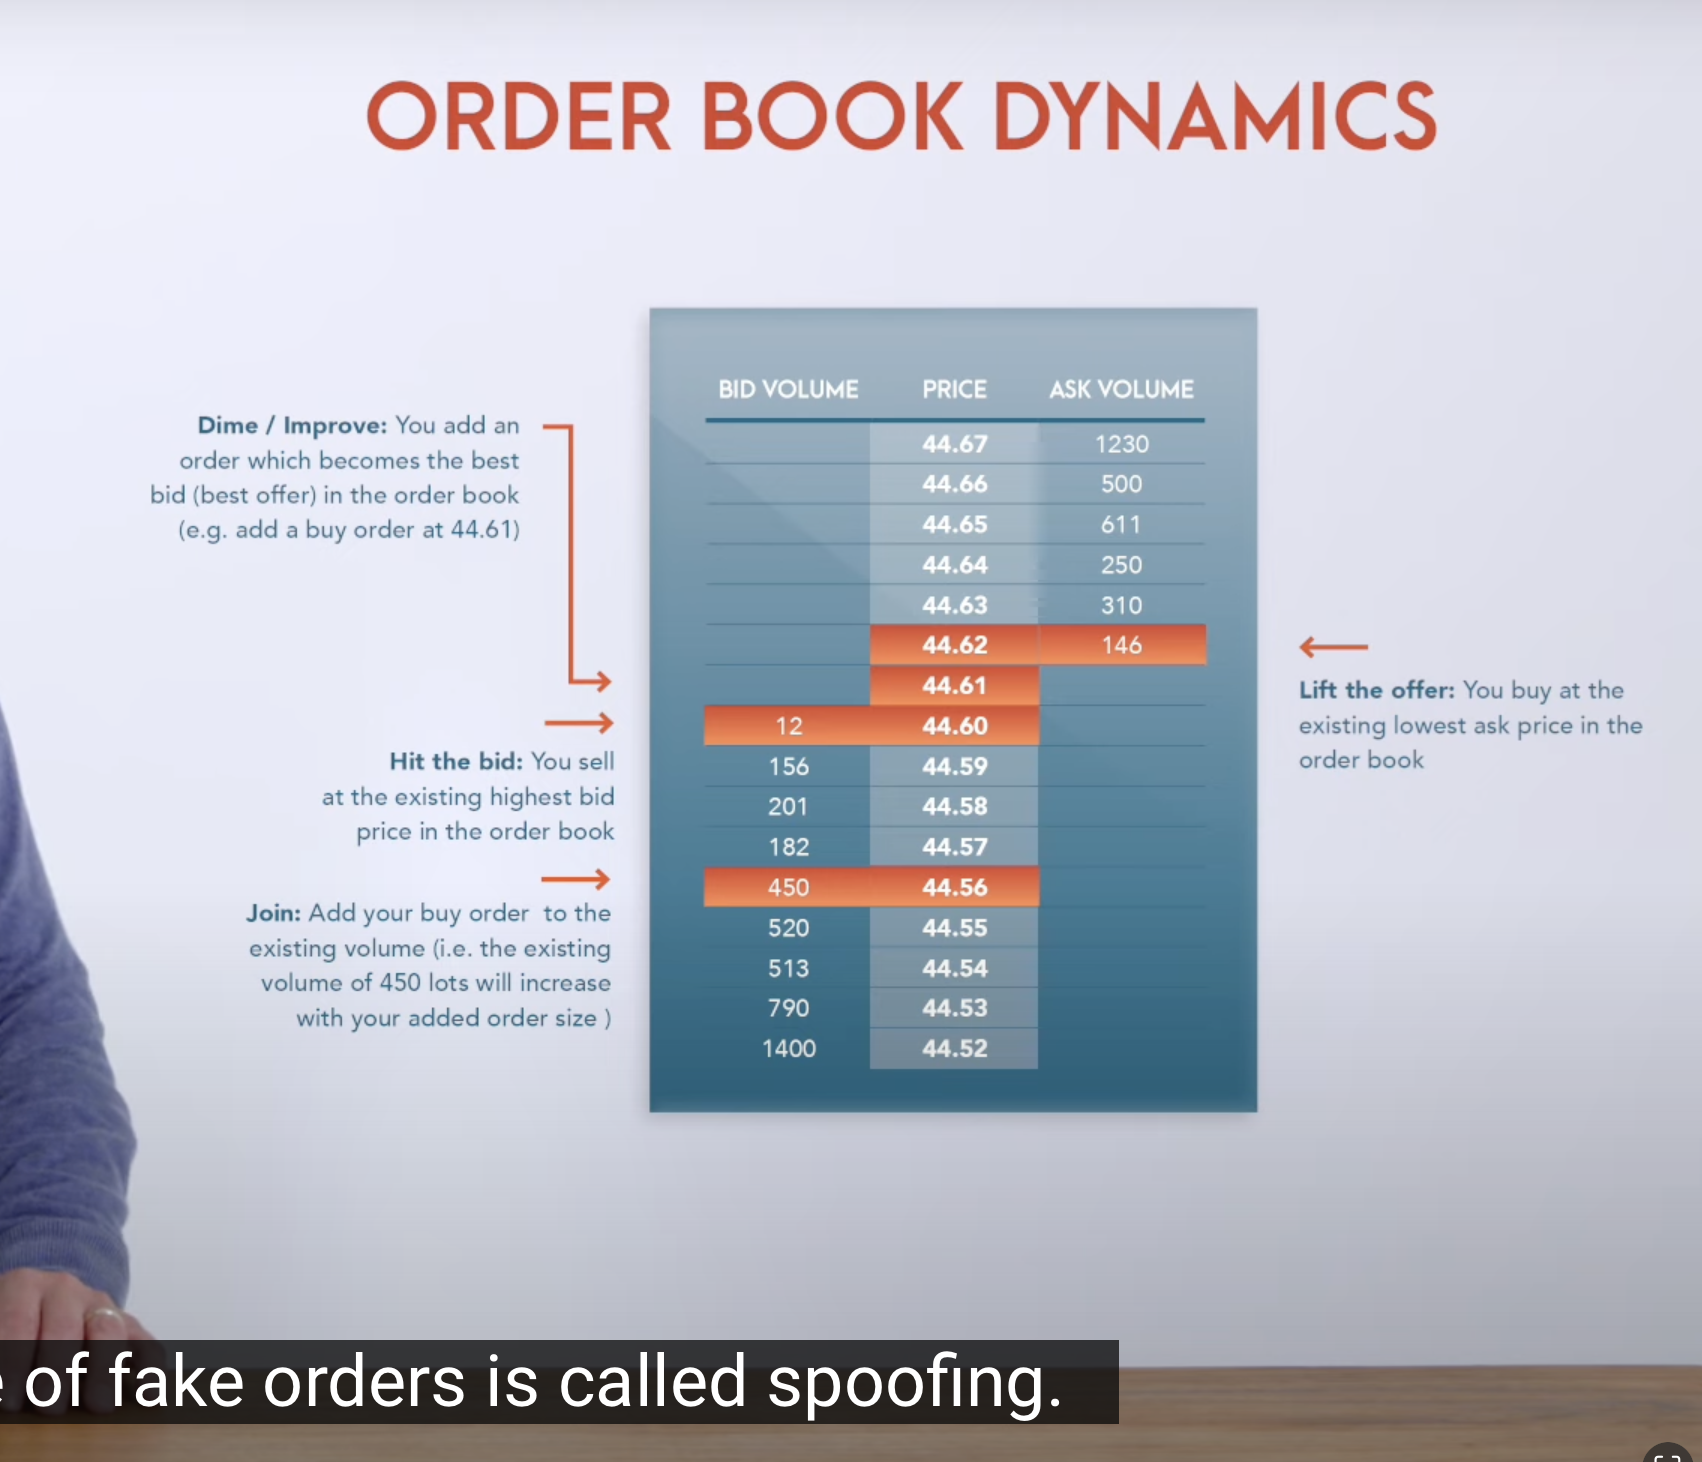 ORDER BOOK DYNAMICS
Dime / Improve: You add an
order which becomes the best
bid (best offer) in the order book
(e.g. add a buy order at 44.61)
Hit the bid: You sell
at the existing highest bid
price in the order book
Join: Add your buy order to the
existing volume (i.e. the existing
volume of 450 lots will increase
with your added order size )
BID VOLUME PRICE ASK VOLUME
44.67 1230
44.66 500
44.65 611
44.64 250
44.63 310
44.62 146
44.61
12 44.60
156 44.59
201 44.58
182 44.57
450 44.56
520 44.55
513 44.54
790 44.53
1400 44.52
Lift the offer: You buy at the
existing lowest ask price in the
order book
of fake orders is called spoofing.